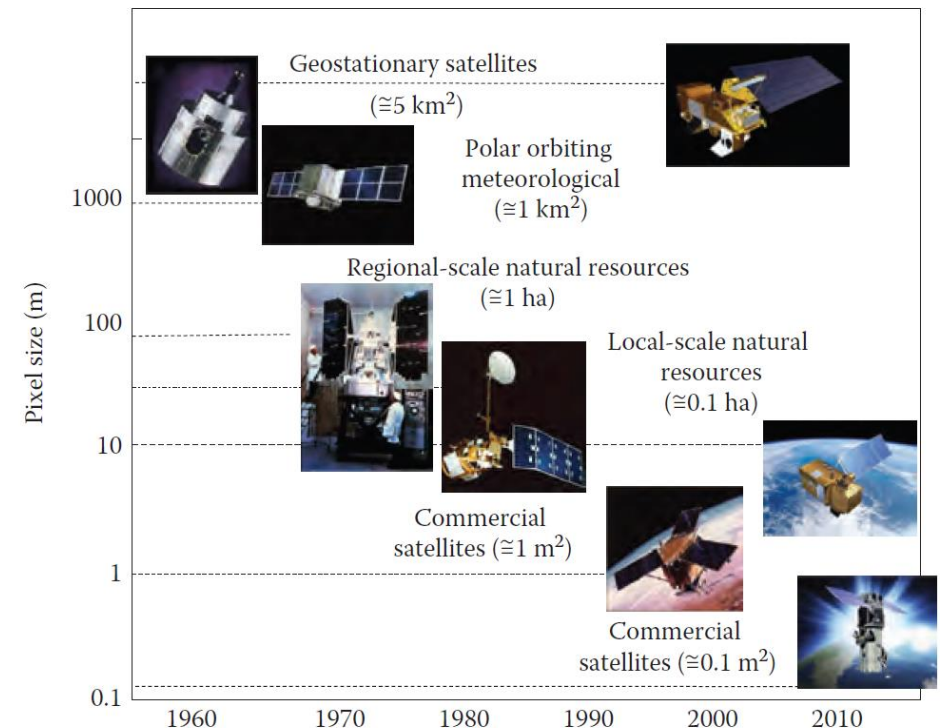 Geostationary satellites
(≅5 km²)
Polar orbiting
meteorological
(≅1 km²)
1000
Regional-scale natural resources
(≅1 ha)
Pixel size (m)
100
Local-scale natural
resources
(≅0.1 ha)
10
Commercial
satellites (≅1 m²)
1
Commercial
satellites (≅0.1 m²)
0.1
1960 1970 1980 1990 2000 2010